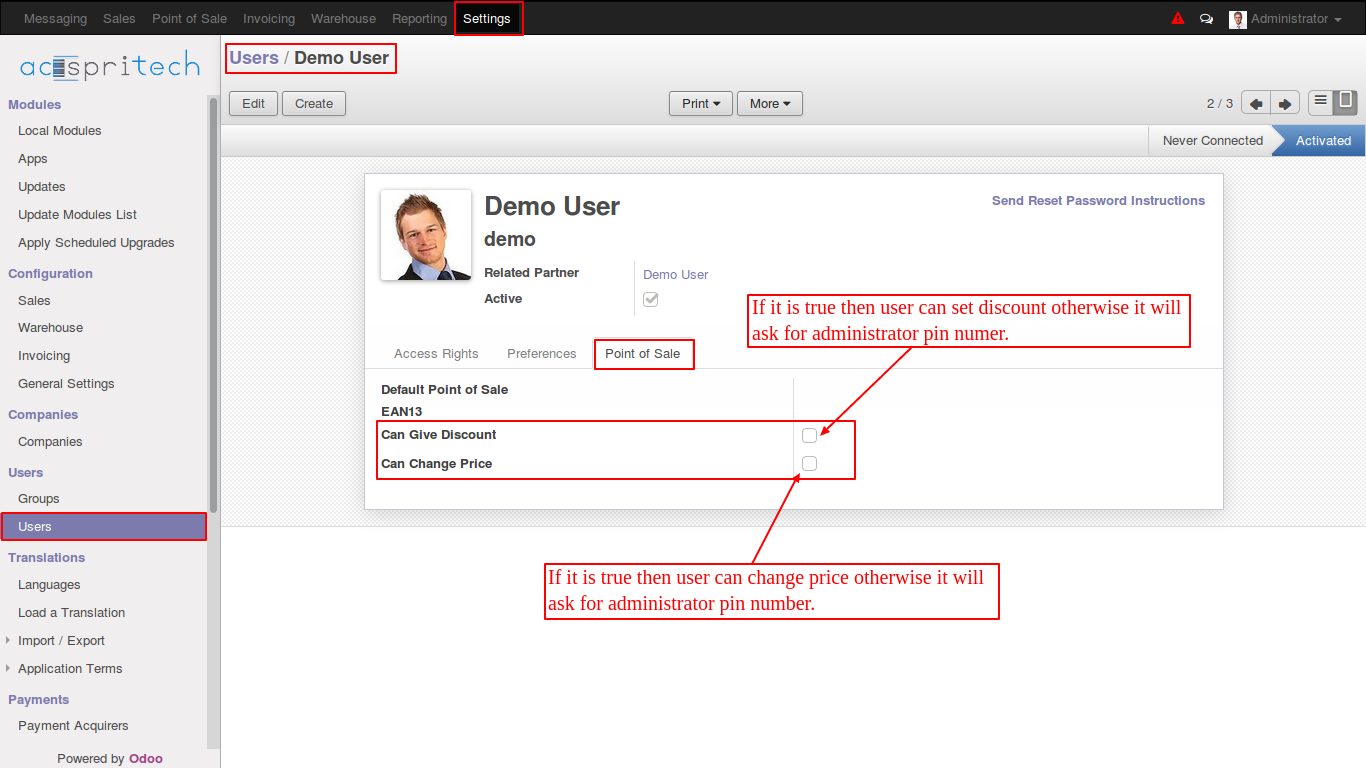 Messaging Sales Point of Sale Invoicing Warehouse Reporting Settings Administrator
acespritech
Users / Demo User
Edit Create Print More 2 / 3
Never Connected Activated
Modules
Local Modules
Apps
Updates
Update Modules List
Apply Scheduled Upgrades
Configuration
Sales
Warehouse
Invoicing
General Settings
Companies
Companies
Users
Groups
Users
Translations
Languages
Load a Translation
Import / Export
Application Terms
Payments
Payment Acquirers
Powered by Odoo
Demo User
Send Reset Password Instructions
demo
Related Partner Demo User
Active
If it is true then user can set discount otherwise it will
ask for administrator pin numer.
Access Rights Preferences Point of Sale
Default Point of Sale
EAN13
Can Give Discount
Can Change Price
If it is true then user can change price otherwise it will
ask for administrator pin number.